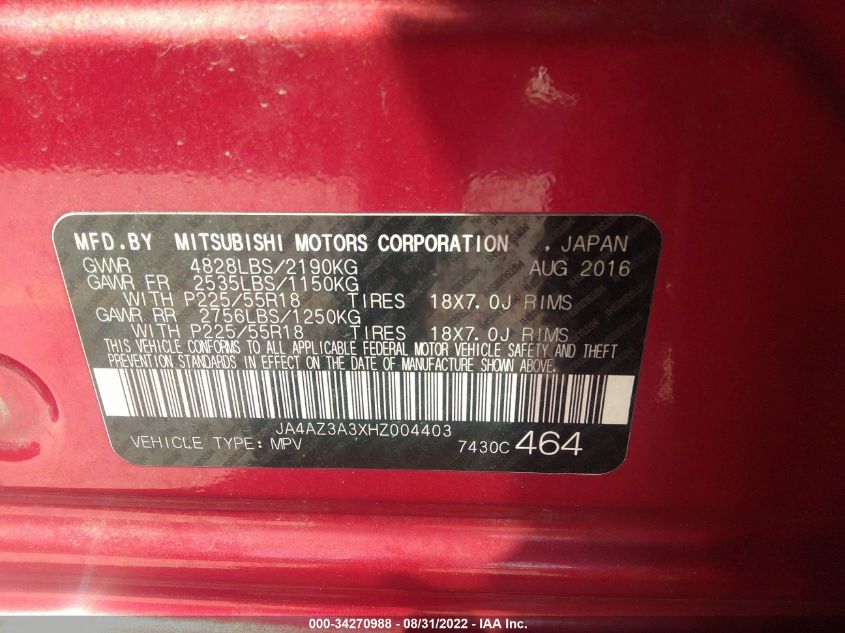 MFD.BY MITSUBISHI MOTORS CORPORATION . JAPAN
GVWR 4828LBS/2190KG AUG 2016
GAWR FR 2535LBS/1150KG
WITH P225/55R18 TIRES 18X7.0J RIMS
GAWR RR 2756LBS/1250KG
WITH P225/55R18 TIRES 18X7.0J RIMS
THIS VEHICLE CONFORMS TO ALL APPLICABLE FEDERAL MOTOR VEHICLE SAFETY AND THEFT
PREVENTION STANDARDS IN EFFECT ON THE DATE OF MANUFACTURE SHOWN ABOVE.
JA4AZ3A3XHZ004403
VEHICLE TYPE: MPV 7430C 464
000-34270988 - 08/31/2022 - IAA Inc.